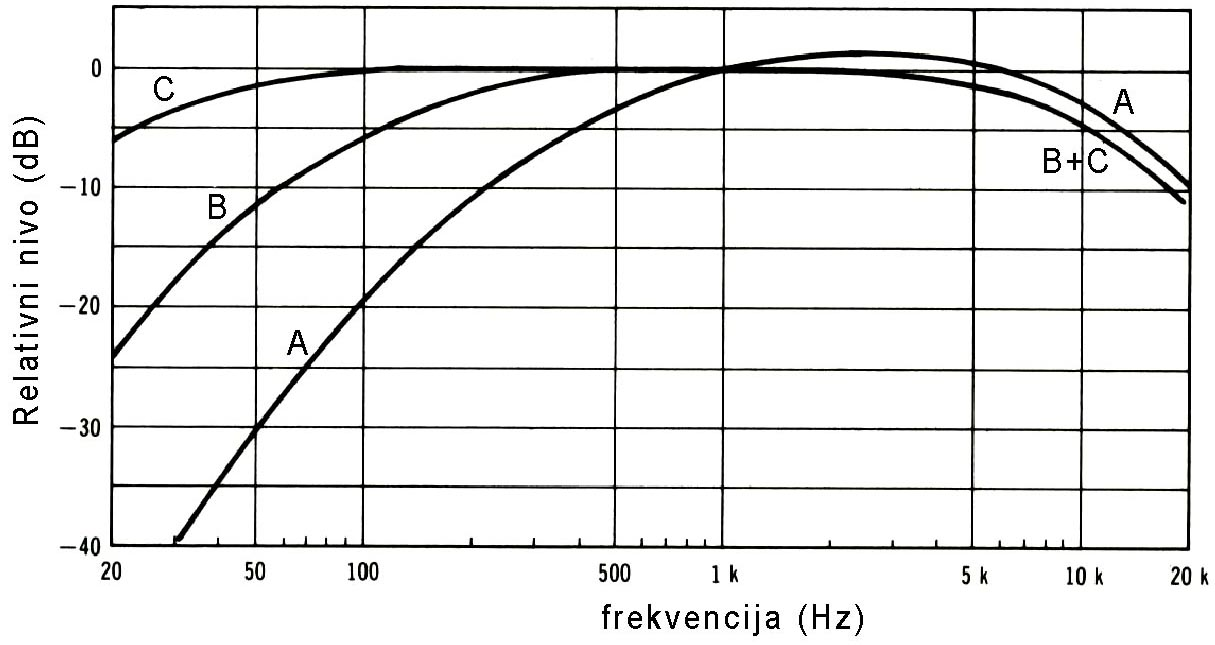 0
C
A
B+C
Relativni nivo (dB)
−10
B
−20
A
−30
−40
20 50 100 500 1 k 5 k 10 k 20 k
frekvencija (Hz)